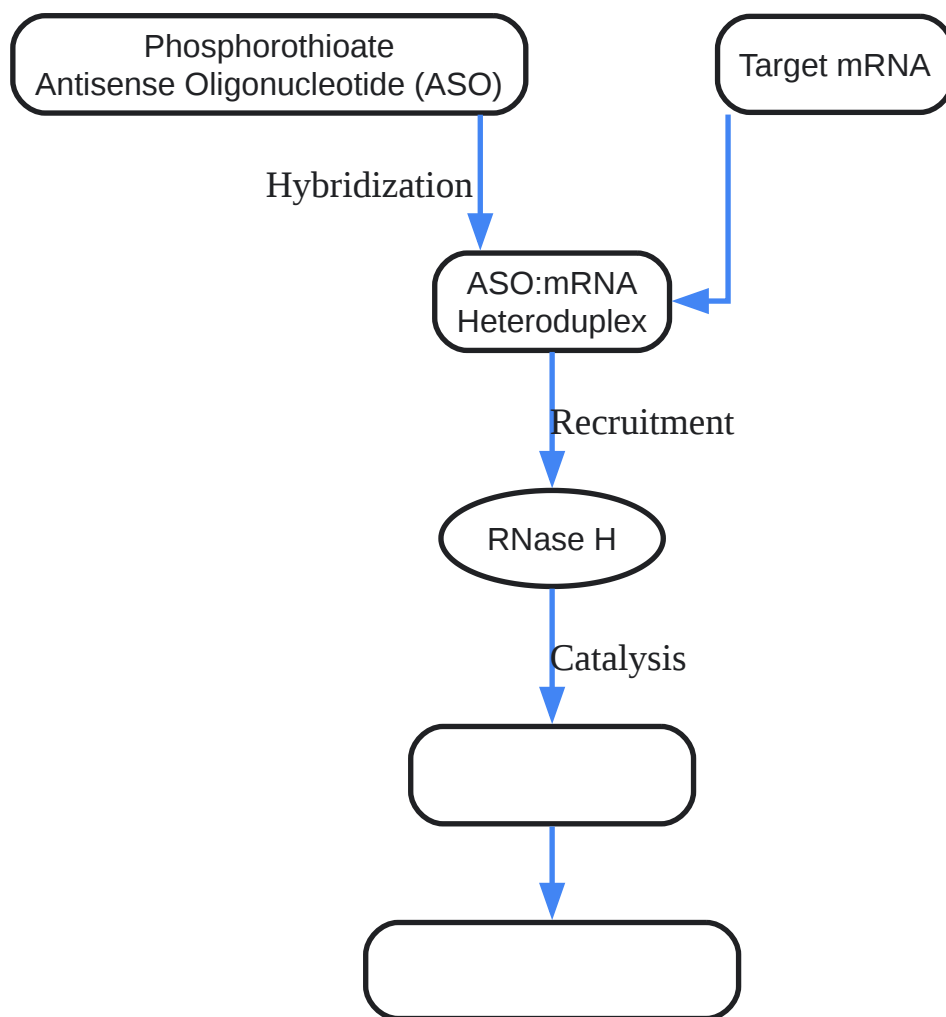 Phosphorothioate
Antisense Oligonucleotide (ASO)
Target mRNA
Hybridization
ASO:mRNA
Heteroduplex
Recruitment
RNase H
Catalysis